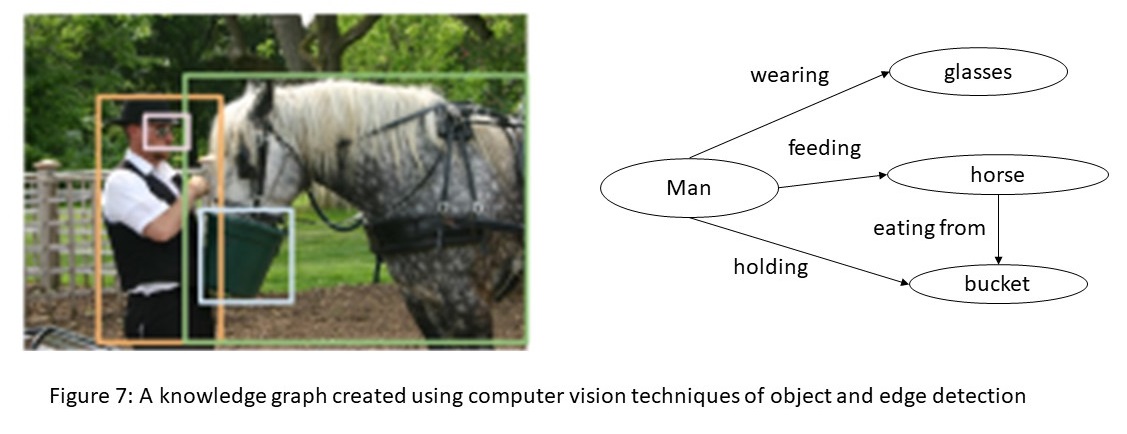 wearing
glasses
feeding
Man
horse
eating from
holding
bucket
Figure 7: A knowledge graph created using computer vision techniques of object and edge detection